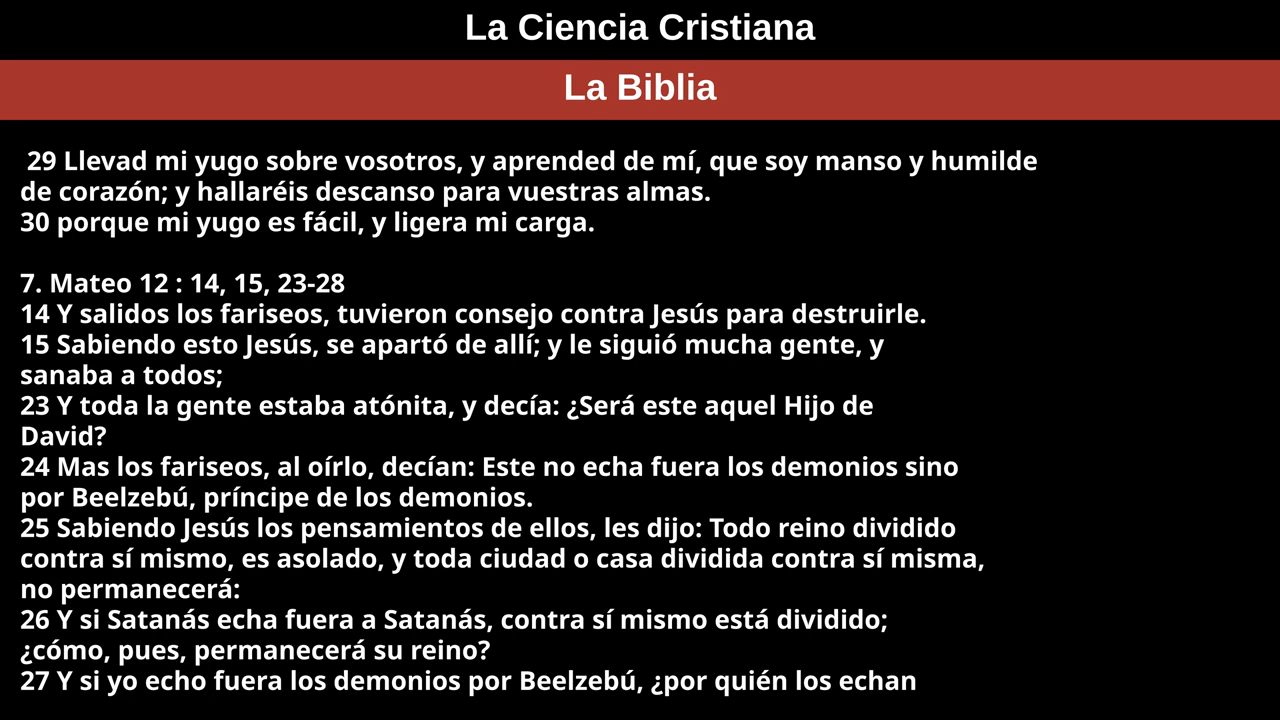 La Ciencia Cristiana
La Biblia
29 Llevad mi yugo sobre vosotros, y aprended de mí, que soy manso y humilde
de corazón; y hallaréis descanso para vuestras almas.
30 porque mi yugo es fácil, y ligera mi carga.
7. Mateo 12 : 14, 15, 23-28
14 Y salidos los fariseos, tuvieron consejo contra Jesús para destruirle.
15 Sabiendo esto Jesús, se apartó de allí; y le siguió mucha gente, y
sanaba a todos;
23 Y toda la gente estaba atónita, y decía: ¿Será este aquel Hijo de
David?
24 Mas los fariseos, al oírlo, decían: Este no echa fuera los demonios sino
por Beelzebú, príncipe de los demonios.
25 Sabiendo Jesús los pensamientos de ellos, les dijo: Todo reino dividido
contra sí mismo, es asolado, y toda ciudad o casa dividida contra sí misma,
no permanecerá:
26 Y si Satanás echa fuera a Satanás, contra sí mismo está dividido;
¿cómo, pues, permanecerá su reino?
27 Y si yo echo fuera los demonios por Beelzebú, ¿por quién los echan